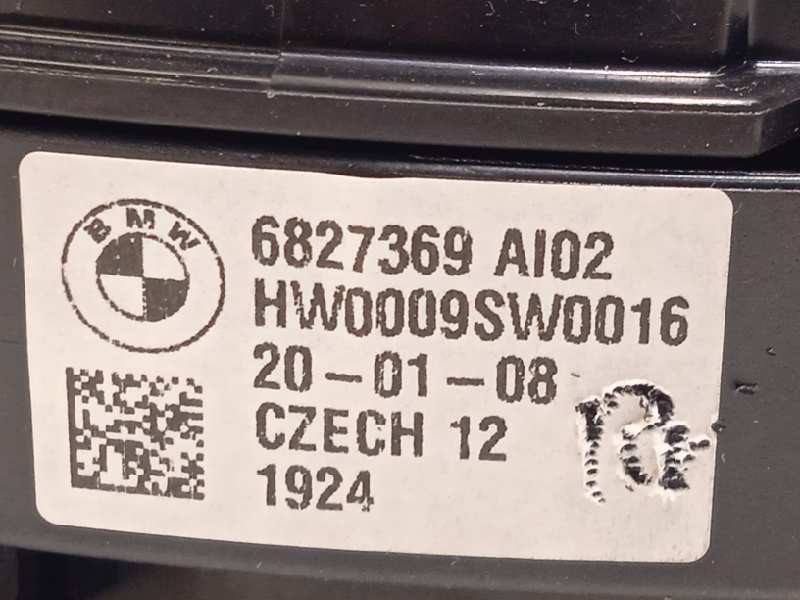 BMW
6827369 AI02
HW0009SW0016
20-01-08
CZECH 12
1924